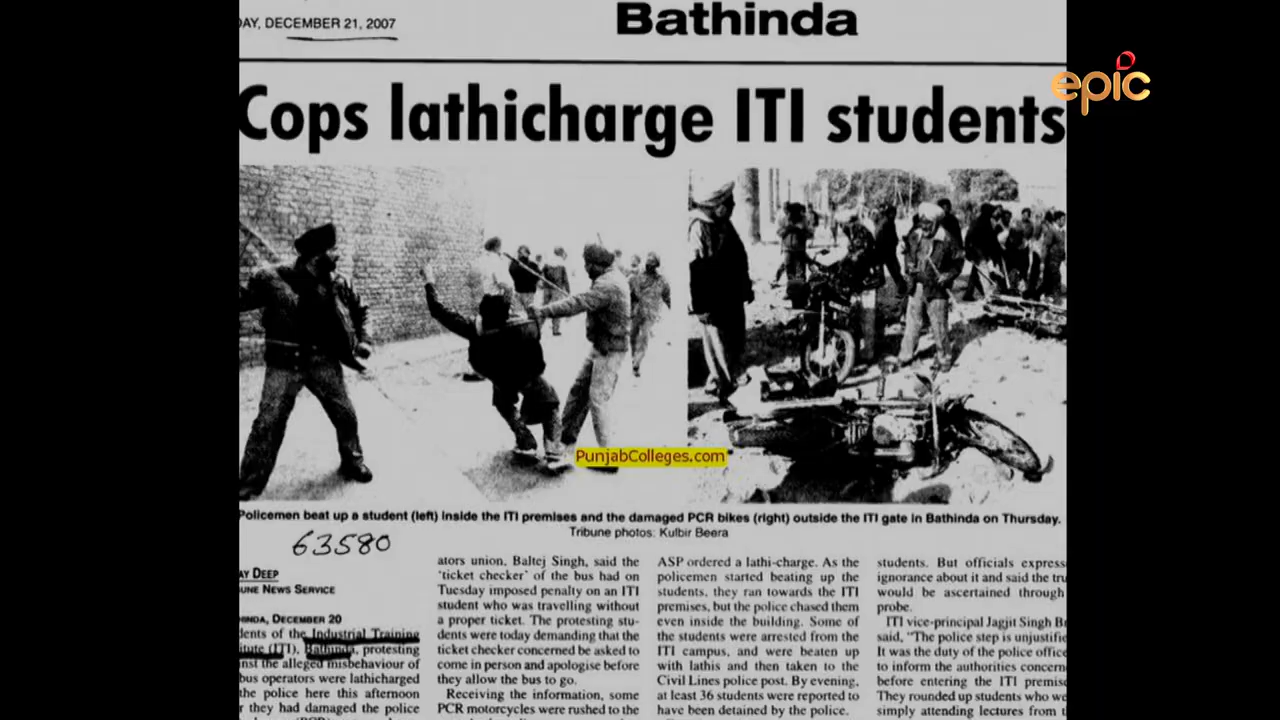 DAY, DECEMBER 21, 2007
Bathinda
epic
Cops lathicharge ITI students
PunjabColleges.com
Policemen beat up a student (left) inside the ITI premises and the damaged PCR bikes (right) outside the ITI gate in Bathinda on Thursday.
Tribune photos: Kulbir Beera
63580
AY DEEP
UNE NEWS SERVICE
HINDA, DECEMBER 20
dents of the Industrial Training
itute (ITI), Bathinda, protesting
inst the alleged misbehaviour of
bus operators were lathicharged
the police here this afternoon
r they had damaged the police
ators union, Baltej Singh, said the
'ticket checker' of the bus had on
Tuesday imposed penalty on an ITI
student who was travelling without
a proper ticket. The protesting stu-
dents were today demanding that the
ticket checker concerned be asked to
come in person and apologise before
they allow the bus to go.
Receiving the information, some
PCR motorcycles were rushed to the
ASP ordered a lathi-charge. As the
policemen started beating up the
students, they ran towards the ITI
premises, but the police chased them
even inside the building. Some of
the students were arrested from the
ITI campus, and were beaten up
with lathis and then taken to the
Civil Lines police post. By evening,
at least 36 students were reported to
have been detained by the police.
students. But officials express
ignorance about it and said the tru
would be ascertained through
probe.
ITI vice-principal Jagjit Singh Br
said, "The police step is unjustifie
It was the duty of the police office
to inform the authorities concern
before entering the ITI premise
They rounded up students who we
simply attending lectures from t